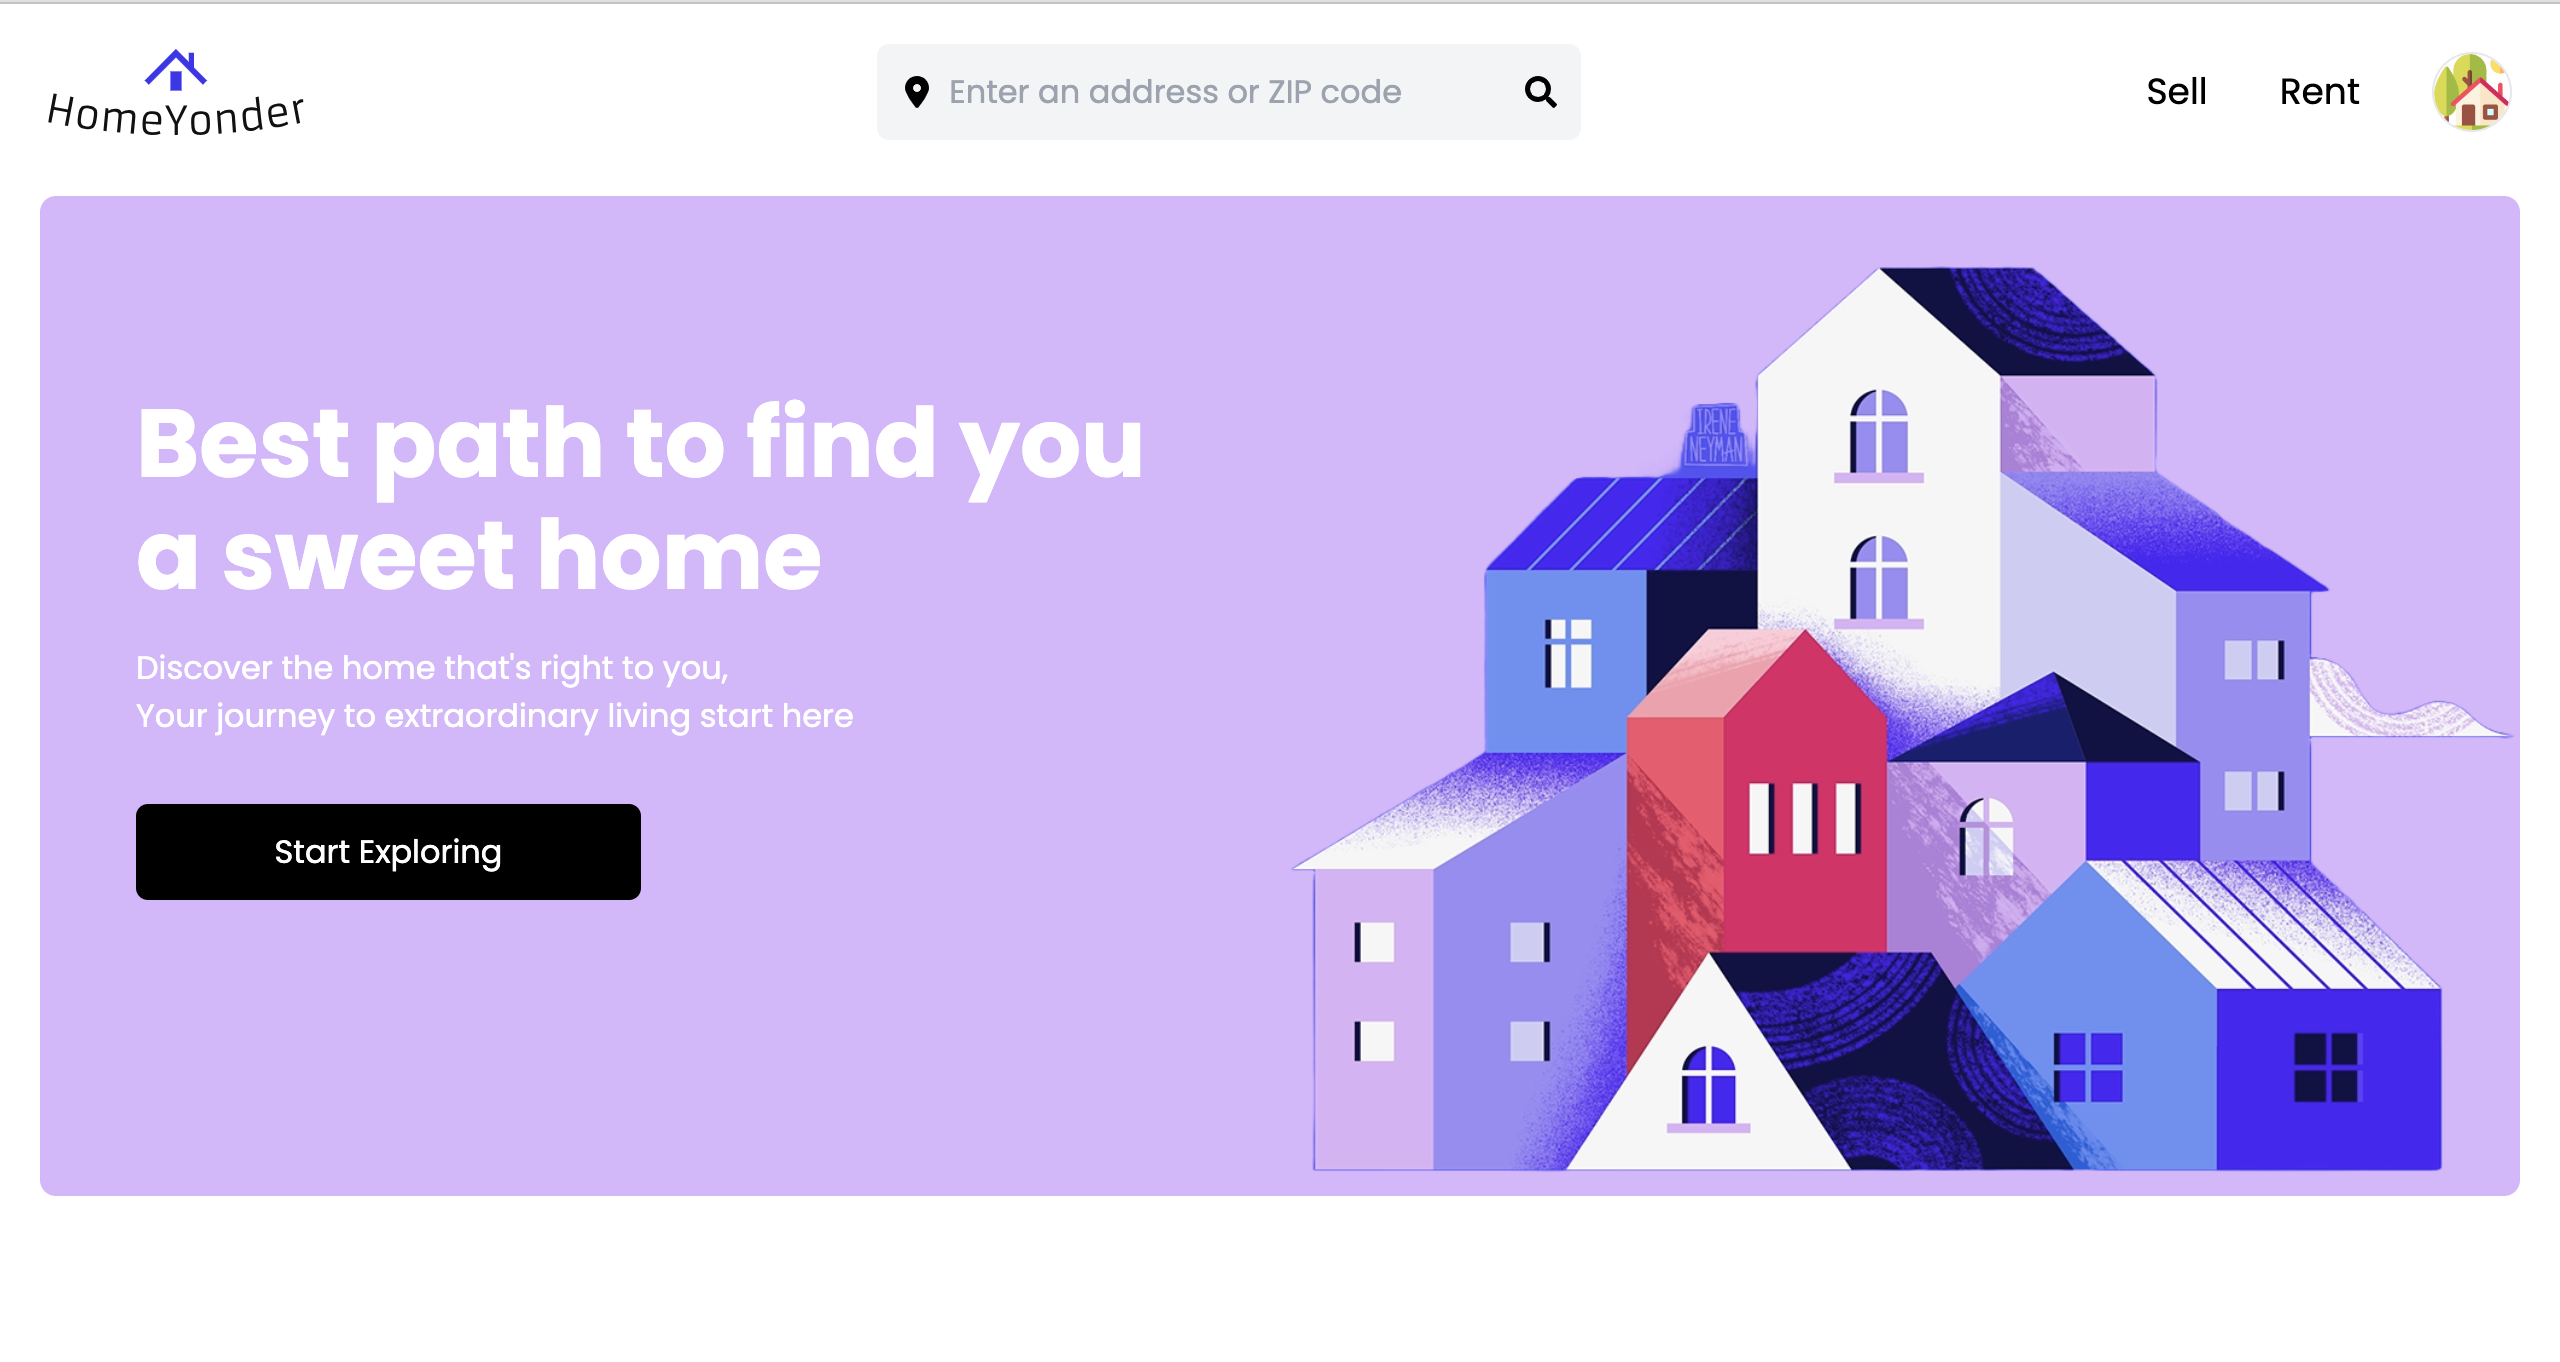 HomeYonder
Enter an address or ZIP code
Sell
Rent
Best path to find you
a sweet home
Discover the home that's right to you,
Your journey to extraordinary living start here
Start Exploring
IRENE
NEYMAN